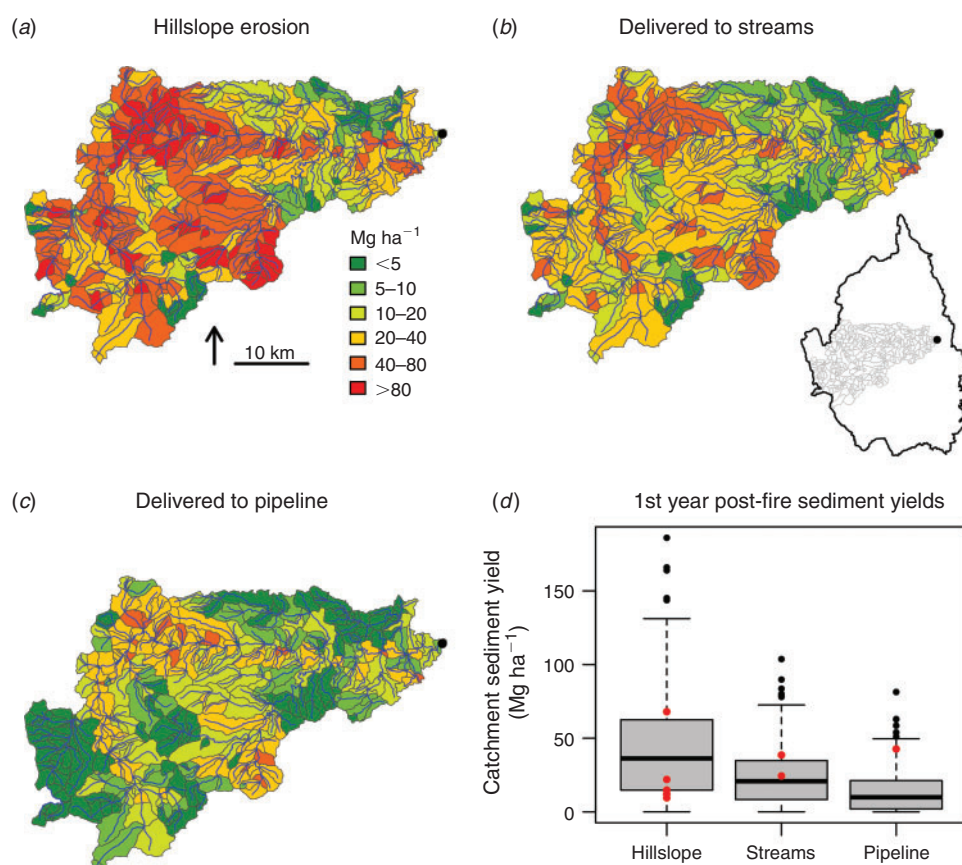 (a) Hillslope erosion
(b) Delivered to streams
Mg ha−1
<5
5–10
10–20
20–40
40–80
>80
10 km
(c) Delivered to pipeline
(d) 1st year post-fire sediment yields
Catchment sediment yield
(Mg ha−1)
150
100
50
0
Hillslope Streams Pipeline